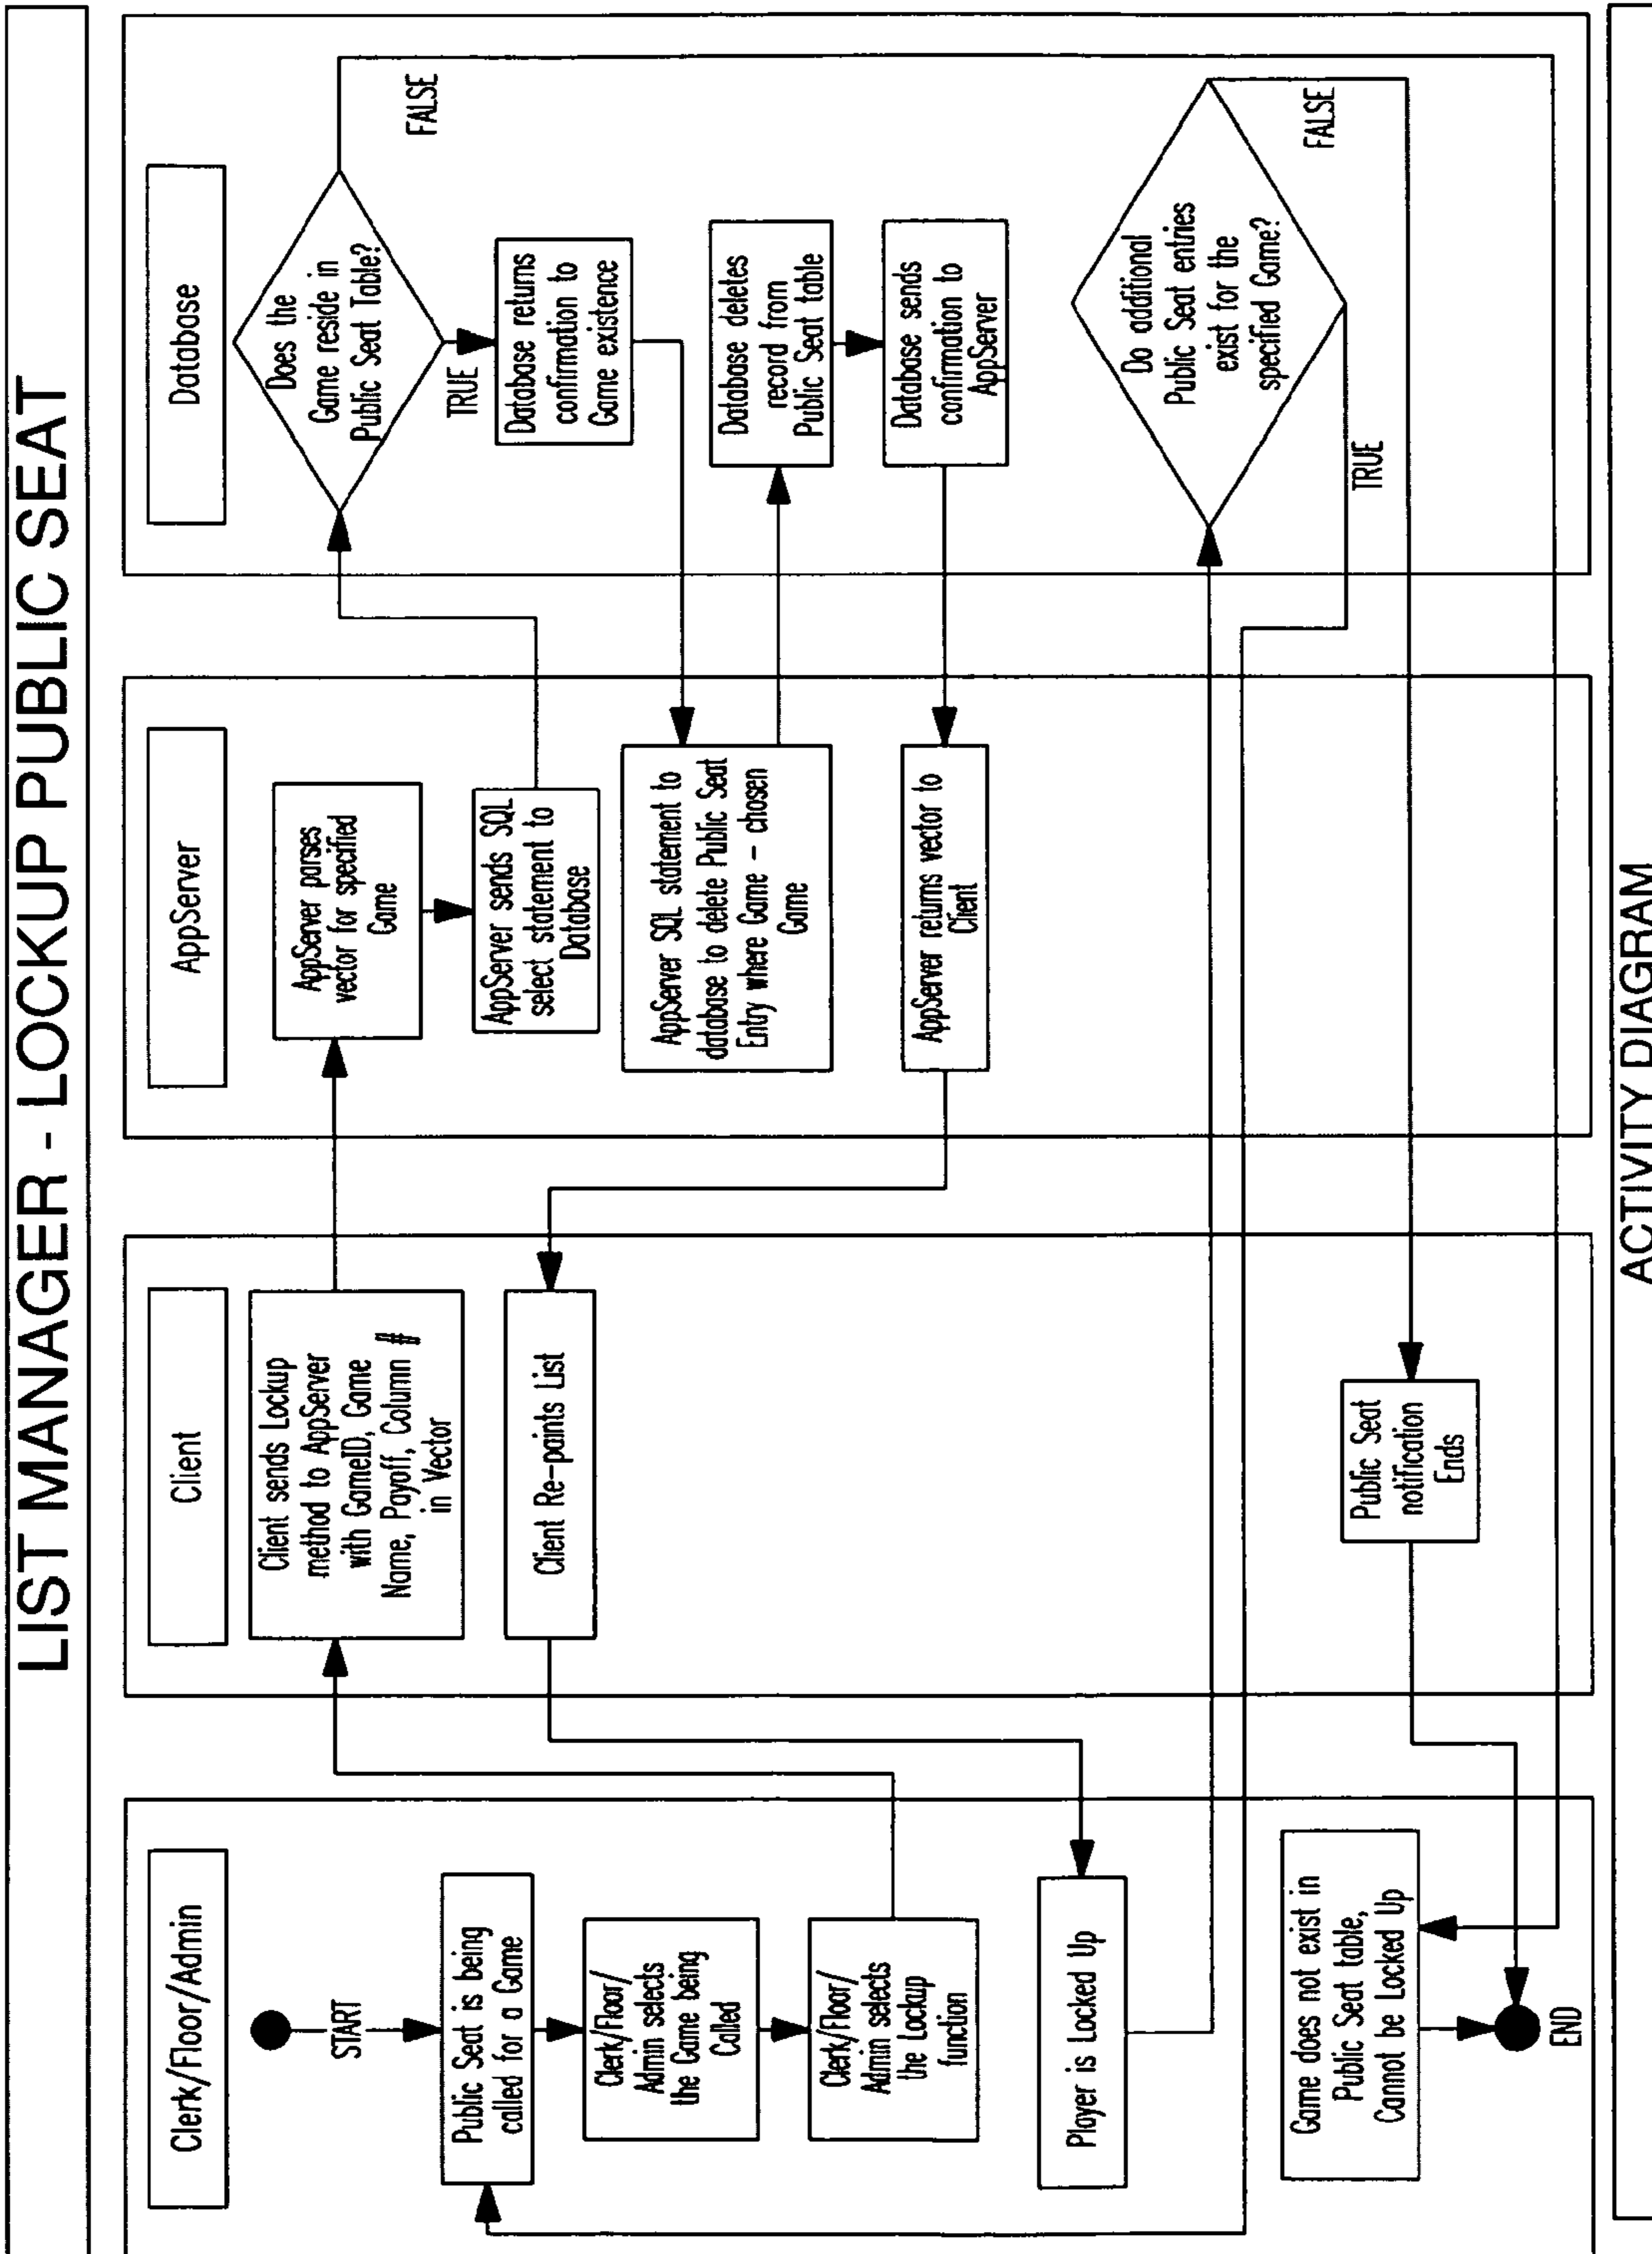 LIST MANAGER - LOCKUP PUBLIC SEAT
Clerk/Floor/Admin
START
Public Seat is being
called for a Game
Clerk/Floor/
Admin selects
the Game being
Called
Clerk/Floor/
Admin selects
the Lockup
function
Player is Locked Up
Game does not exist in
Public Seat table,
Cannot be Locked Up
END
Client
Client sends Lockup
method to AppServer
with GameID, Game
Name, Payoff, Column #
in Vector
Client Re-paints List
Public Seat
notification
Ends
AppServer
AppServer parses
vector for specified
Game
AppServer sends SQL
select statement to
Database
AppServer SQL statement to
database to delete Public Seat
Entry where Game - chosen
Game
AppServer returns vector to
Client
Database
Does the
Game reside in
Public Seat Table?
FALSE
TRUE
Database returns
confirmation to
Game existence
Database deletes
record from
Public Seat table
Database sends
confirmation to
AppServer
Do additional
Public Seat entries
exist for the
specified Game?
FALSE
TRUE
ACTIVITY DIAGRAM